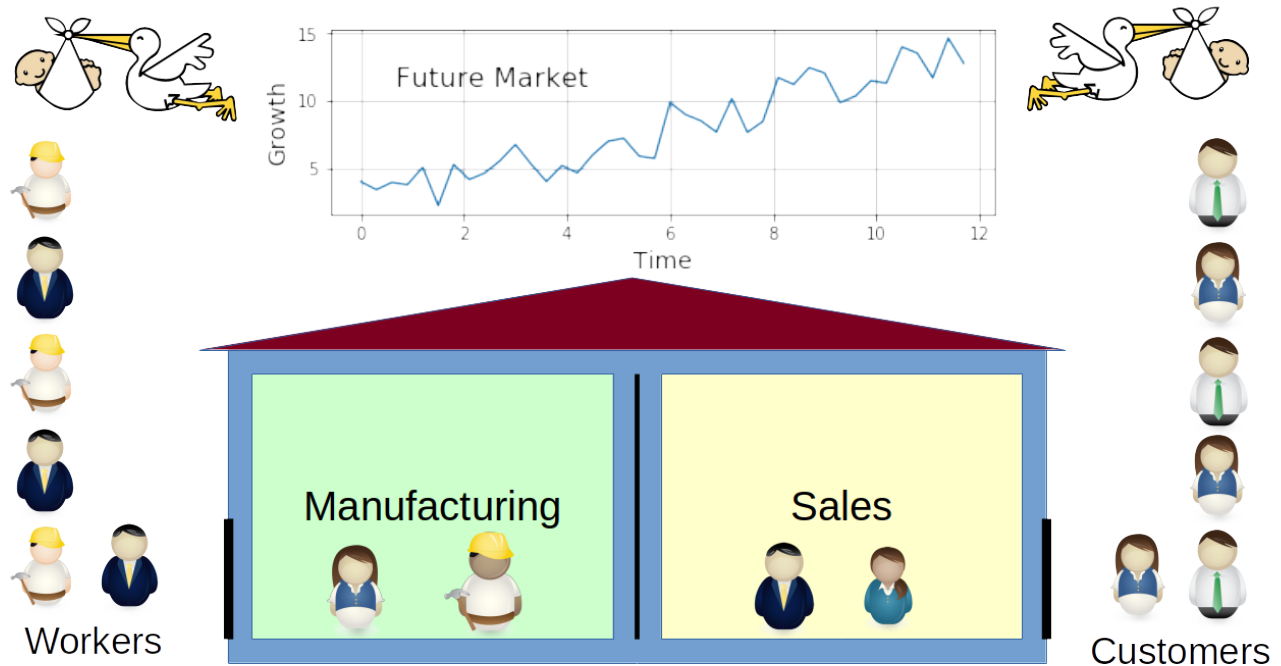 15
Future Market
10
Growth
5
0 2 4 6 8 10 12
Time
Manufacturing
Sales
Workers
Customers